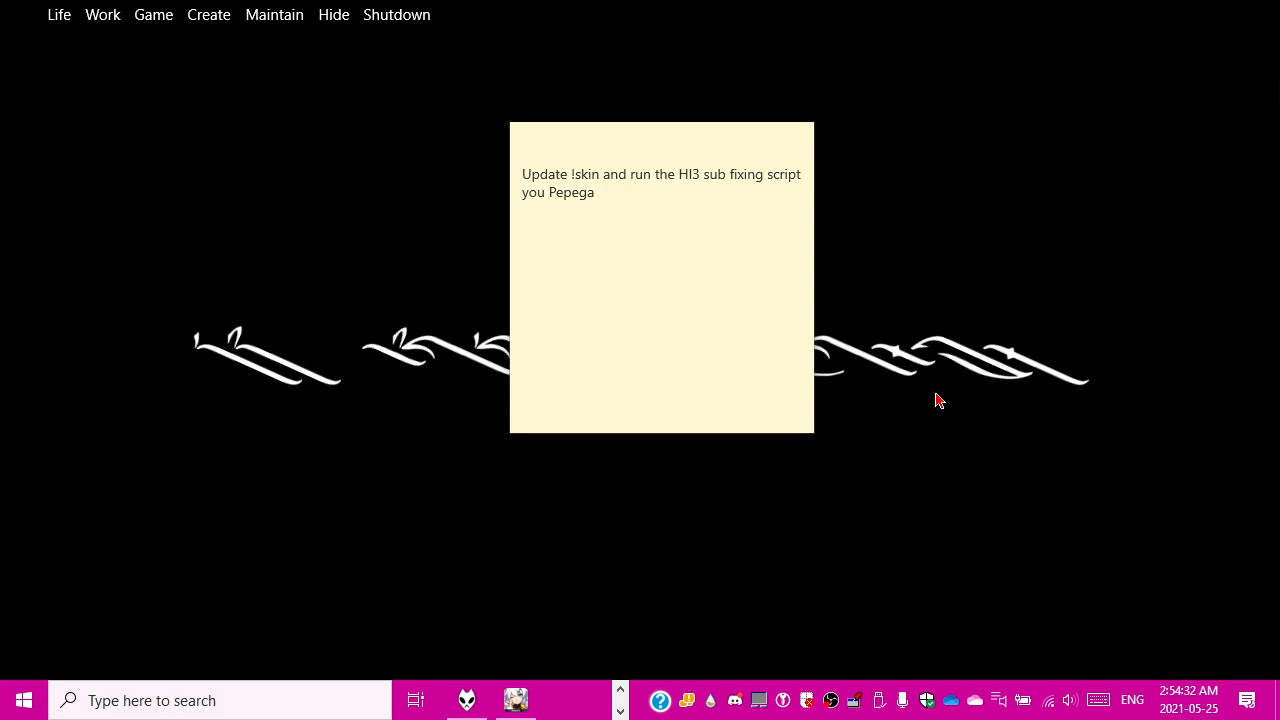 Life Work Game Create Maintain Hide Shutdown
Update !skin and run the HI3 sub fixing script
you Pepega
Type here to search
ENG
2:54:32 AM
2021-05-25